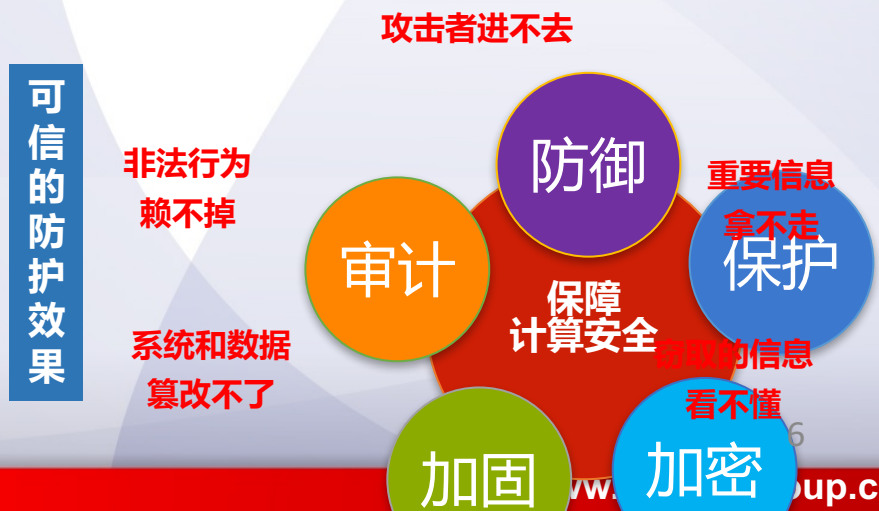 攻击者进不去
可信的防护效果
防御
非法行为
赖不掉
重要信息
拿不走
审计
保护
保障
计算安全
系统和数据
篡改不了
窃取的信息
看不懂
6
加固
加密
up.c